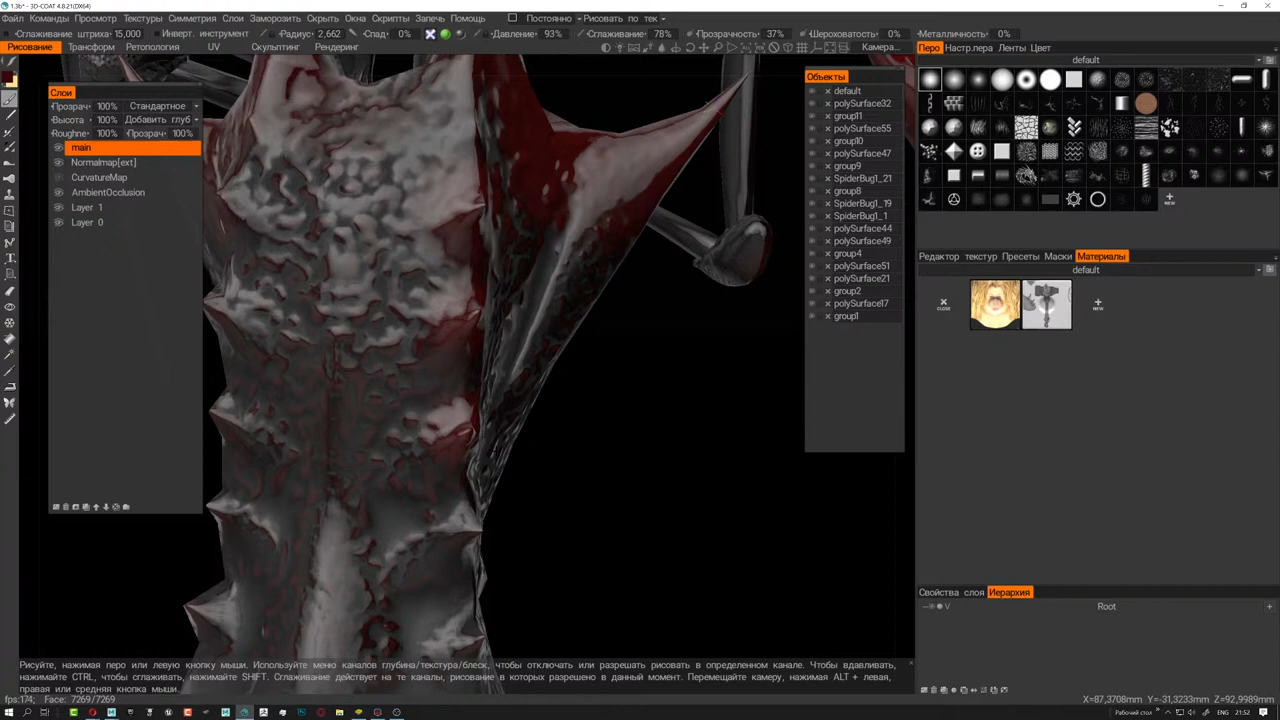 1.3b* - 3D-COAT 4.8.21(DX64)
Файл Команды Просмотр Текстуры Симметрия Слои Заморозить Скрыть Окна Скрипты Запечь Помощь Постоянно Рисовать по тек
Сглаживание штриха 15,000 Инверт. инструмент Радиус 2,662 Спад 0% Давление 93% Сглаживание 78% Прозрачность 37% Шероховатость 0% Металличность 0%
Рисование Трансформ Ретопология UV Скульптинг Рендеринг Камера... Перо Настр.пера Ленты Цвет
default
Слои
Прозрач 100% Стандартное
Высота 100% Добавить глуб
Roughne 100% Прозрач 100%
main
Normalmap[ext]
CurvatureMap
AmbientOcclusion
Layer 1
Layer 0
Объекты
default
polySurface32
group11
polySurface55
group10
polySurface47
group9
SpiderBug1_21
group8
SpiderBug1_19
SpiderBug1_1
polySurface44
polySurface49
group4
polySurface51
polySurface21
group2
polySurface17
group1
NEW
Редактор текстур Пресеты Маски Материалы
default
CLOSE NEW
Свойства слоя Иерархия
V Root +
Рисуйте, нажимая перо или левую кнопку мыши. Используйте меню каналов глубина/текстура/блеск, чтобы отключить или разрешать рисовать в определенном канале. Чтобы вдавливать,
нажимайте CTRL, чтобы сглаживать, нажимайте SHIFT. Сглаживание действует на те каналы, рисование в которых разрешено в данный момент. Перемещайте камеру, нажимая ALT + левая,
правая или средняя кнопка мыши.
fps:174; Face: 7269/7269 X=87,3708mm Y=-31,3233mm Z=92,9989mm
Рабочий стол ENG 21:52